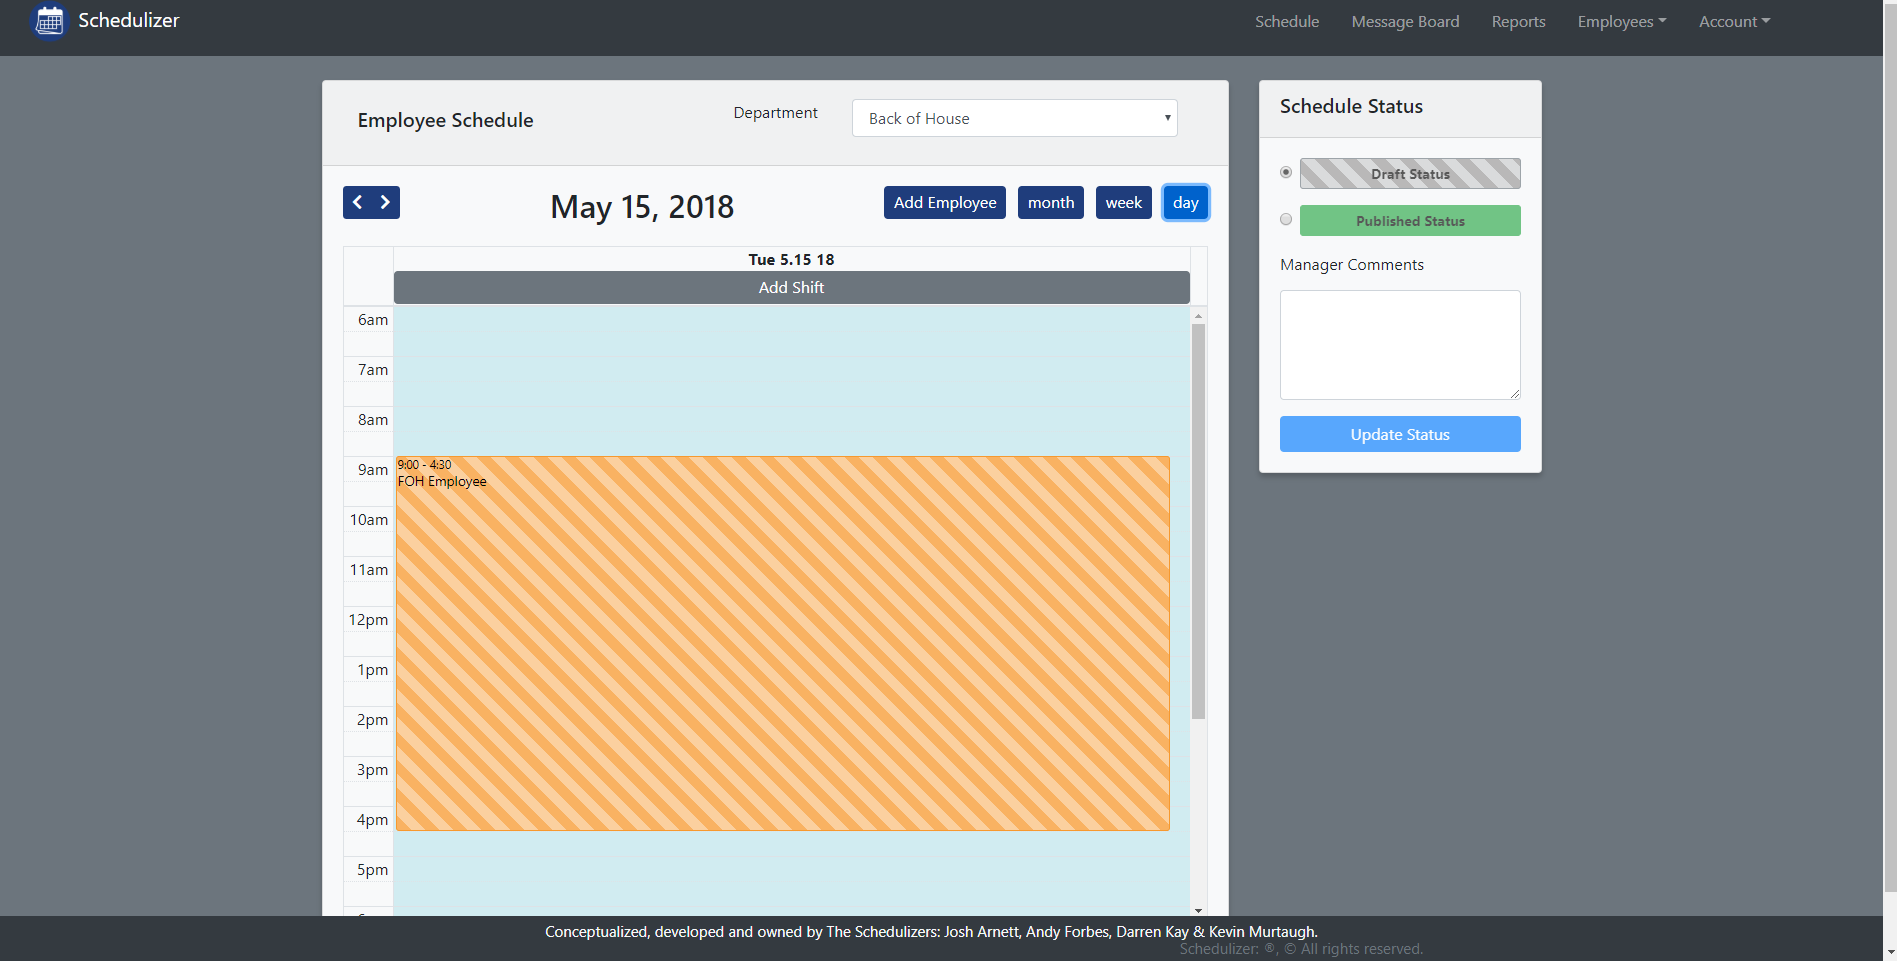 Schedulizer
Schedule Message Board Reports Employees Account
Employee Schedule
Department
Back of House
May 15, 2018
Add Employee month week day
Tue 5.15 18
Add Shift
6am
7am
8am
9am
10am
11am
12pm
1pm
2pm
3pm
4pm
5pm
9:00 - 4:30
FOH Employee
Schedule Status
Draft Status
Published Status
Manager Comments
Update Status
Conceptualized, developed and owned by The Schedulizers: Josh Arnett, Andy Forbes, Darren Kay & Kevin Murtaugh.
Schedulizer: ®, © All rights reserved.